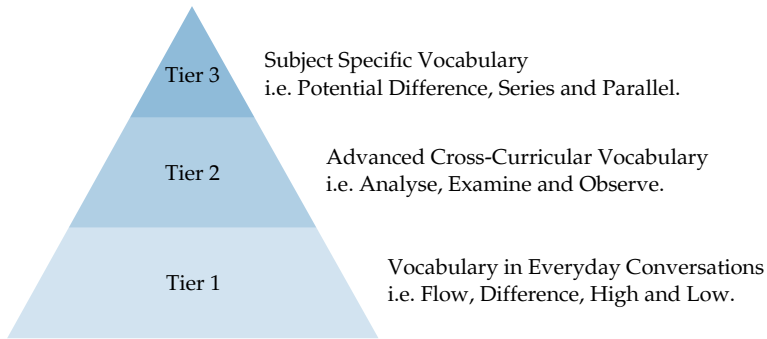 Tier 3
Subject Specific Vocabulary
i.e. Potential Difference, Series and Parallel.
Tier 2
Advanced Cross-Curricular Vocabulary
i.e. Analyse, Examine and Observe.
Tier 1
Vocabulary in Everyday Conversations
i.e. Flow, Difference, High and Low.